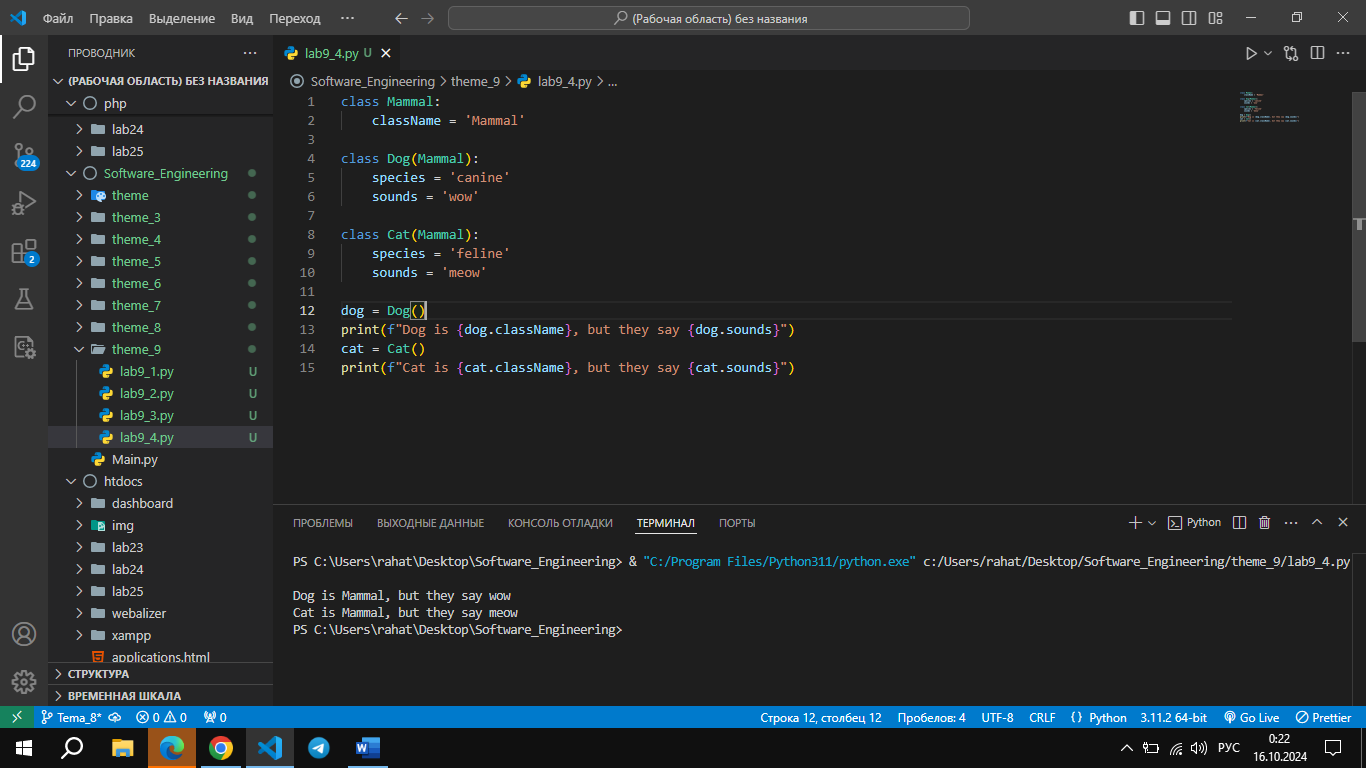 Файл Правка Выделение Вид Переход ··· (Рабочая область) без названия
ПРОВОДНИК ···
(РАБОЧАЯ ОБЛАСТЬ) БЕЗ НАЗВАНИЯ
php
lab24
lab25
Software_Engineering
theme
theme_3
theme_4
theme_5
theme_6
theme_7
theme_8
theme_9
lab9_1.py U
lab9_2.py U
lab9_3.py U
lab9_4.py U
Main.py
htdocs
dashboard
img
lab23
lab24
lab25
webalizer
xampp
applications.html
СТРУКТУРА
ВРЕМЕННАЯ ШКАЛА
224
2
lab9_4.py U
Software_Engineering > theme_9 > lab9_4.py > ...
1 class Mammal:
2 className = 'Mammal'
3
4 class Dog(Mammal):
5 species = 'canine'
6 sounds = 'wow'
7
8 class Cat(Mammal):
9 species = 'feline'
10 sounds = 'meow'
11
12 dog = Dog()
13 print(f"Dog is {dog.className}, but they say {dog.sounds}")
14 cat = Cat()
15 print(f"Cat is {cat.className}, but they say {cat.sounds}")
ПРОБЛЕМЫ ВЫХОДНЫЕ ДАННЫЕ КОНСОЛЬ ОТЛАДКИ ТЕРМИНАЛ ПОРТЫ Python ···
PS C:\Users\rahat\Desktop\Software_Engineering> & "C:/Program Files/Python311/python.exe" c:/Users/rahat/Desktop/Software_Engineering/theme_9/lab9_4.py
Dog is Mammal, but they say wow
Cat is Mammal, but they say meow
PS C:\Users\rahat\Desktop\Software_Engineering>
Tema_8* 0 0 0 Строка 12, столбец 12 Пробелов: 4 UTF-8 CRLF {} Python 3.11.2 64-bit Go Live Prettier
РУС 0:22
16.10.2024